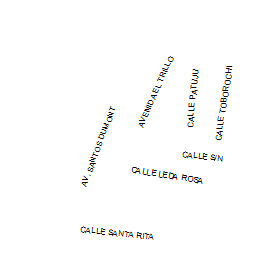 AVENIDA EL TRILLO
CALLE PATUJU
CALLE TOBOROCHI
AV. SANTOS DUMONT
CALLE SIN
CALLE LEDA ROSA
CALLE SANTA RITA